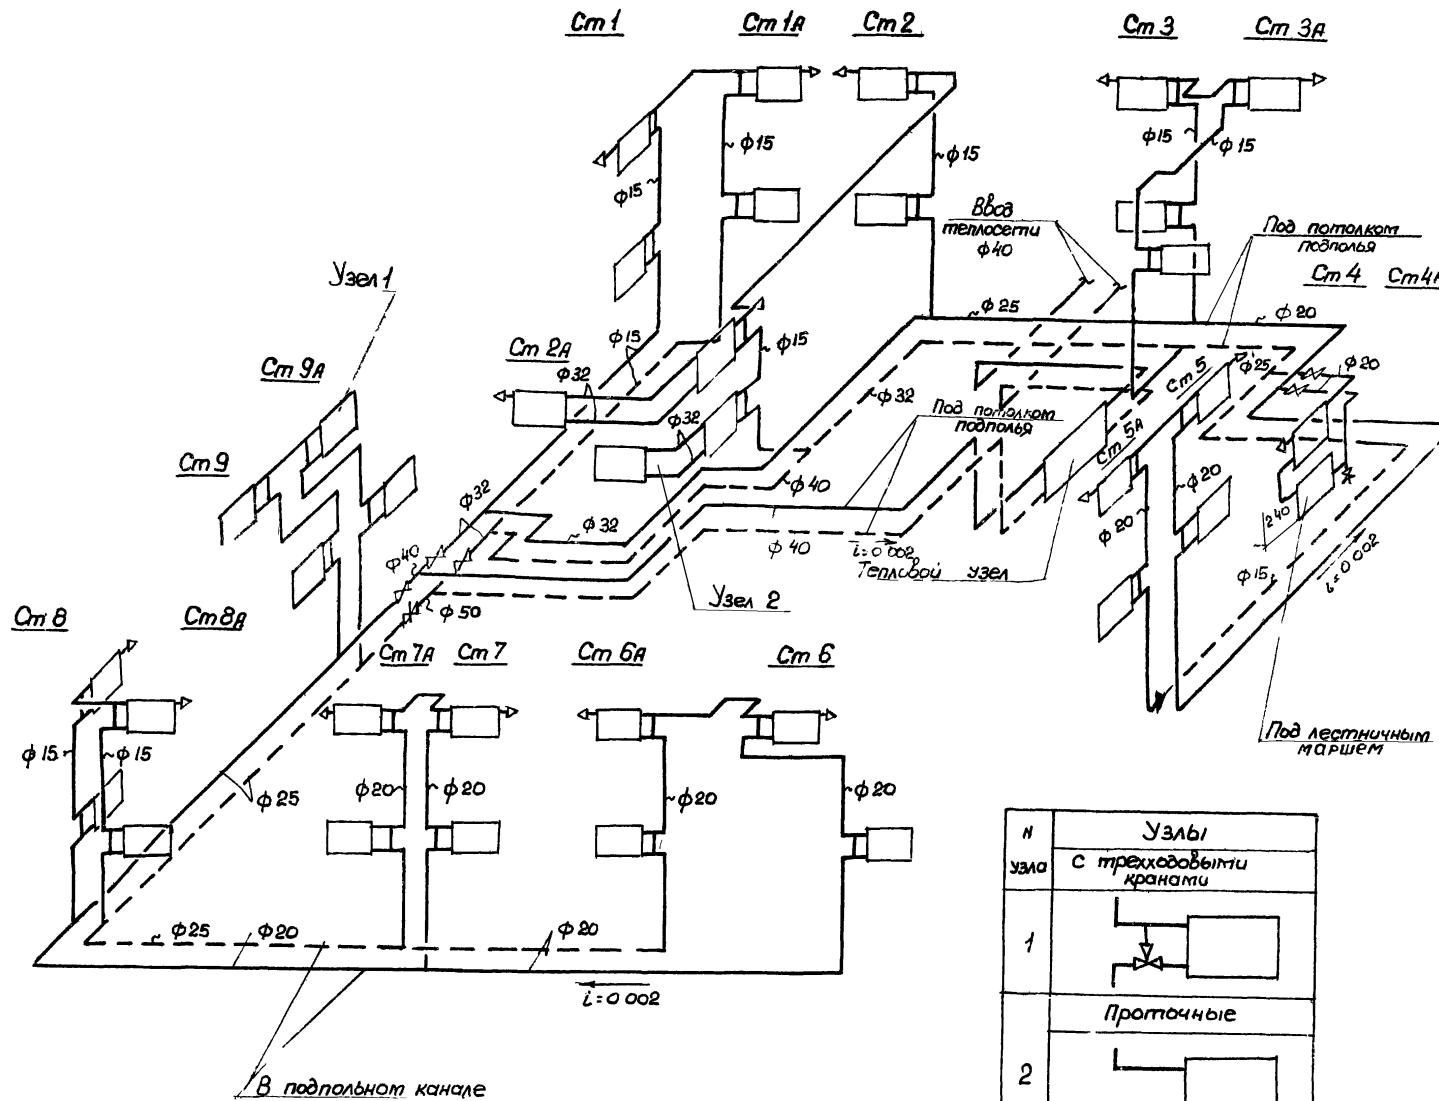 Ст 1
Ст 1А
Ст 2
Ст 3
Ст 3А
ф15
ф15
ф15
ф15
ф15
Ввод
теплосети
ф40
Под потолком
подполья
Ст 4
Ст 4А
Узел 1
ф15
ф25
ф20
Ст 2А
ф32
ф15
Ст 9А
ф32
ф32
Под потолком
подполья
Ст 5
ф25
ф20
Ст 5А
Ст 9
ф32
ф40
ф32
ф20
ф20
240
ф40
ф40
i=0 002
Тепловой узел
ф15
i=0 002
ф50
Узел 2
Ст 8
Ст 8А
Ст 7А
Ст 7
Ст 6А
Ст 6
Под лестничным
маршем
ф15
ф15
ф25
ф20
ф20
ф20
ф20
N
узла
Узлы
С трехходовыми
кранами
1
ф25
ф20
ф20
i=0 002
Проточные
2
В подпольном канале